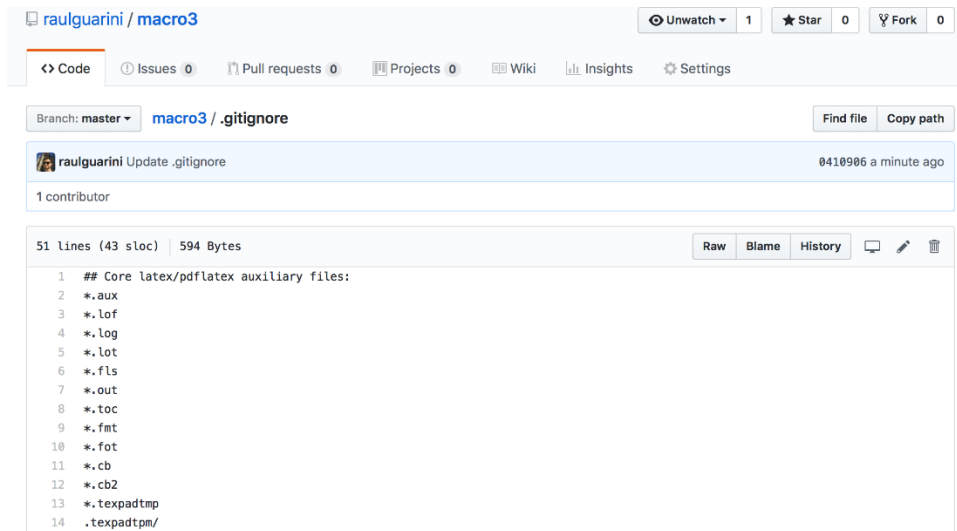 raulguarini / macro3
Unwatch 1 Star 0 Fork 0
Code Issues 0 Pull requests 0 Projects 0 Wiki Insights Settings
Branch: master macro3 / .gitignore Find file Copy path
raulguarini Update .gitignore 0410906 a minute ago
1 contributor
51 lines (43 sloc) 594 Bytes Raw Blame History
1 ## Core latex/pdflatex auxiliary files:
2 *.aux
3 *.lof
4 *.log
5 *.lot
6 *.fls
7 *.out
8 *.toc
9 *.fmt
10 *.fot
11 *.cb
12 *.cb2
13 *.texpadtmp
14 .texpadtpm/